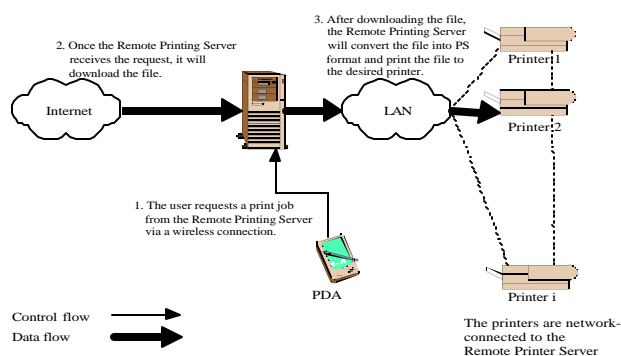 3. After downloading the file,
the Remote Printing Server
will convert the file into PS
format and print the file to
the desired printer.
2. Once the Remote Printing Server
receives the request, it will
download the file.
Printer 1
Internet
LAN
Printer 2
1. The user requests a print job
from the Remote Printing Server
via a wireless connection.
PDA
Printer i
Control flow
Data flow
The printers are network-
connected to the
Remote Printer Server